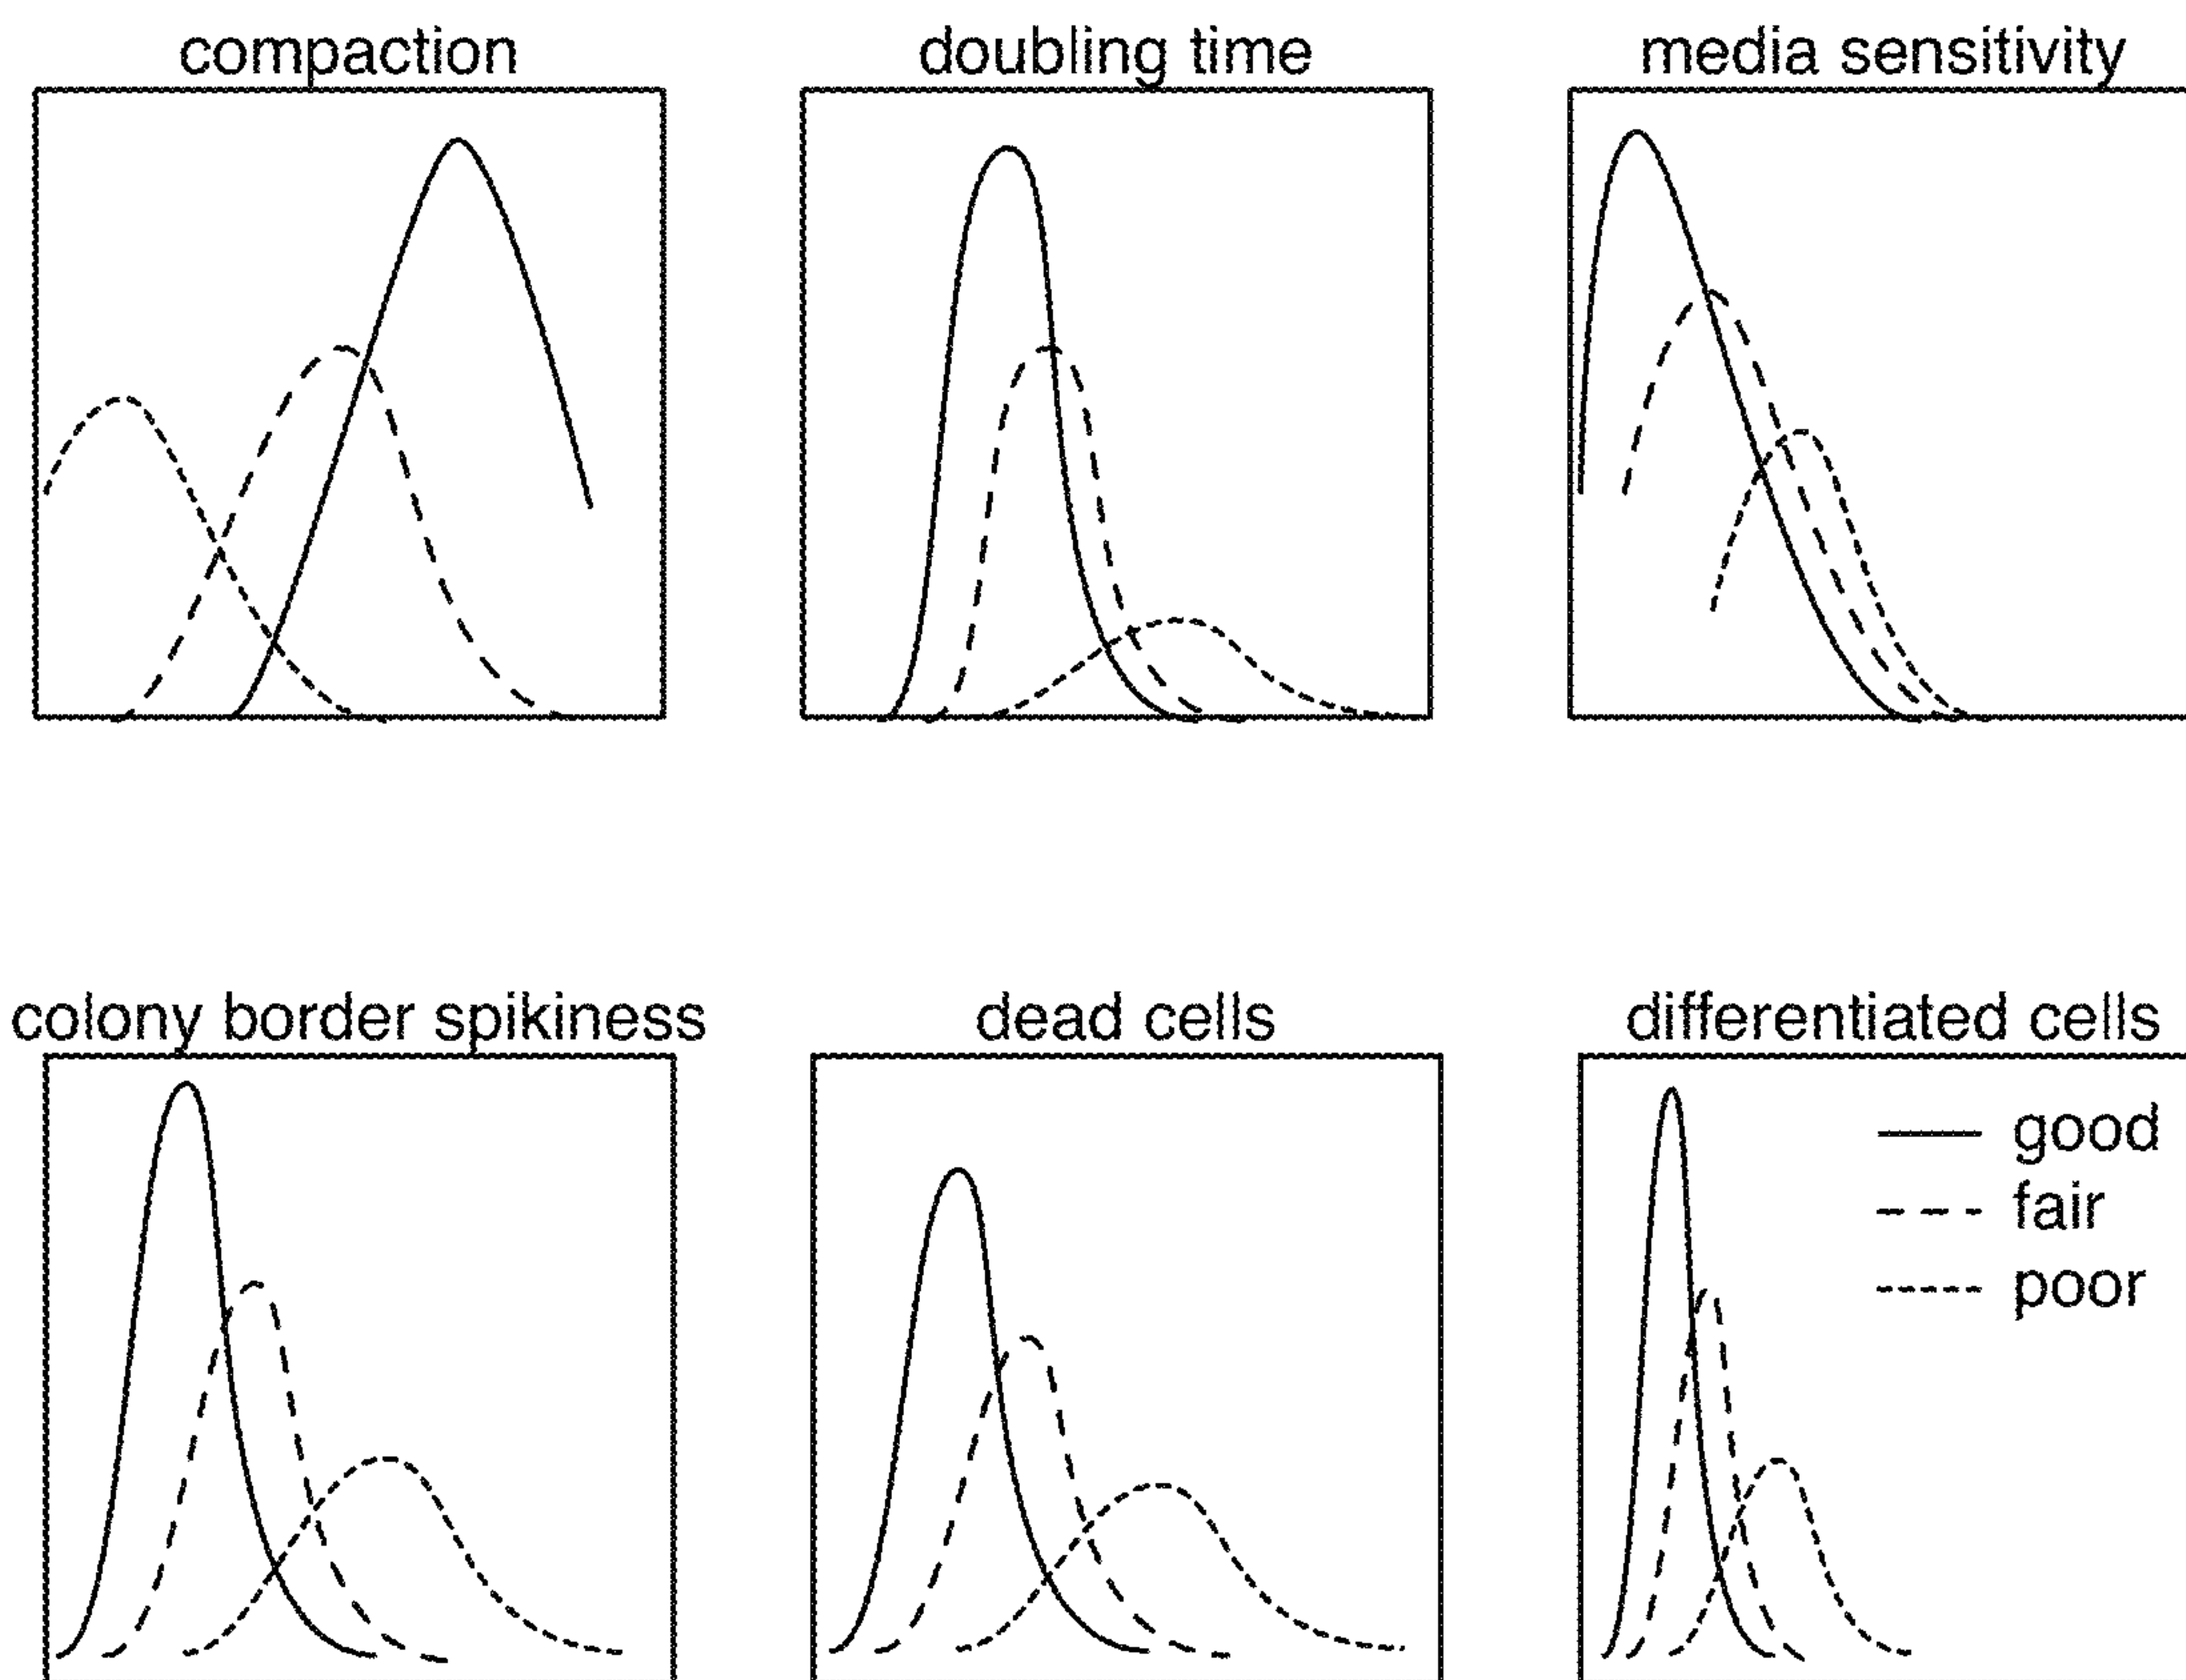 compaction
doubling time
media sensitivity
colony border spikiness
dead cells
differentiated cells
good
fair
poor